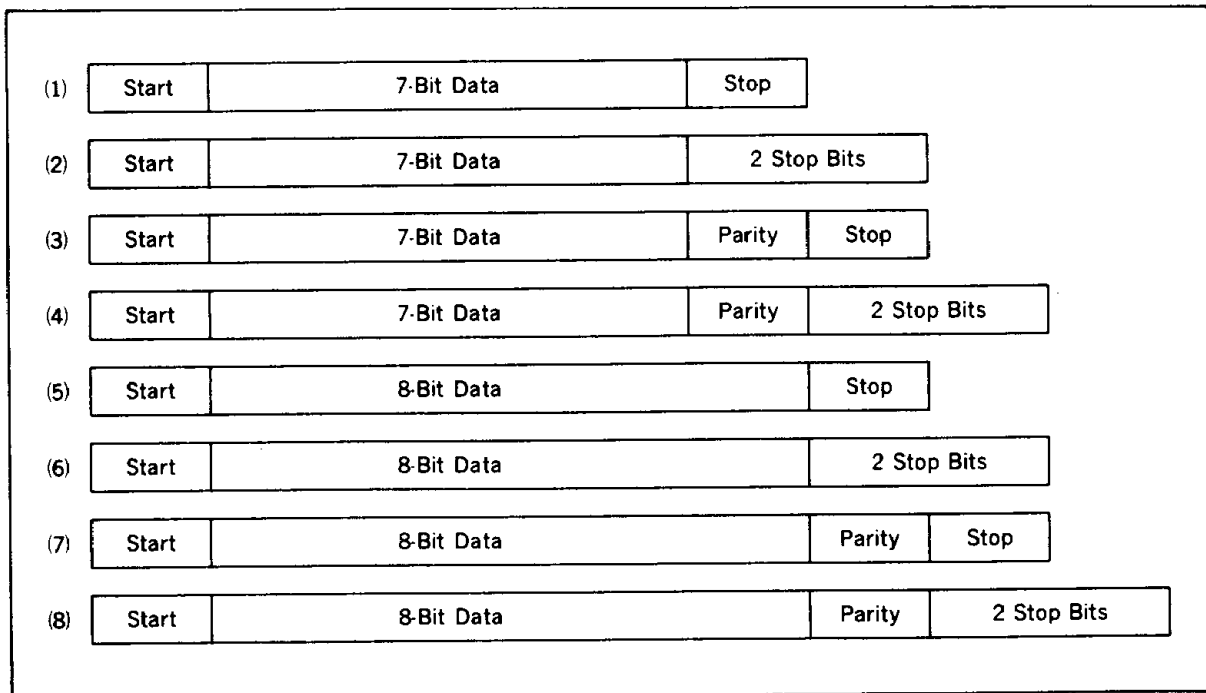 (1) Start 7-Bit Data Stop
(2) Start 7-Bit Data 2 Stop Bits
(3) Start 7-Bit Data Parity Stop
(4) Start 7-Bit Data Parity 2 Stop Bits
(5) Start 8-Bit Data Stop
(6) Start 8-Bit Data 2 Stop Bits
(7) Start 8-Bit Data Parity Stop
(8) Start 8-Bit Data Parity 2 Stop Bits